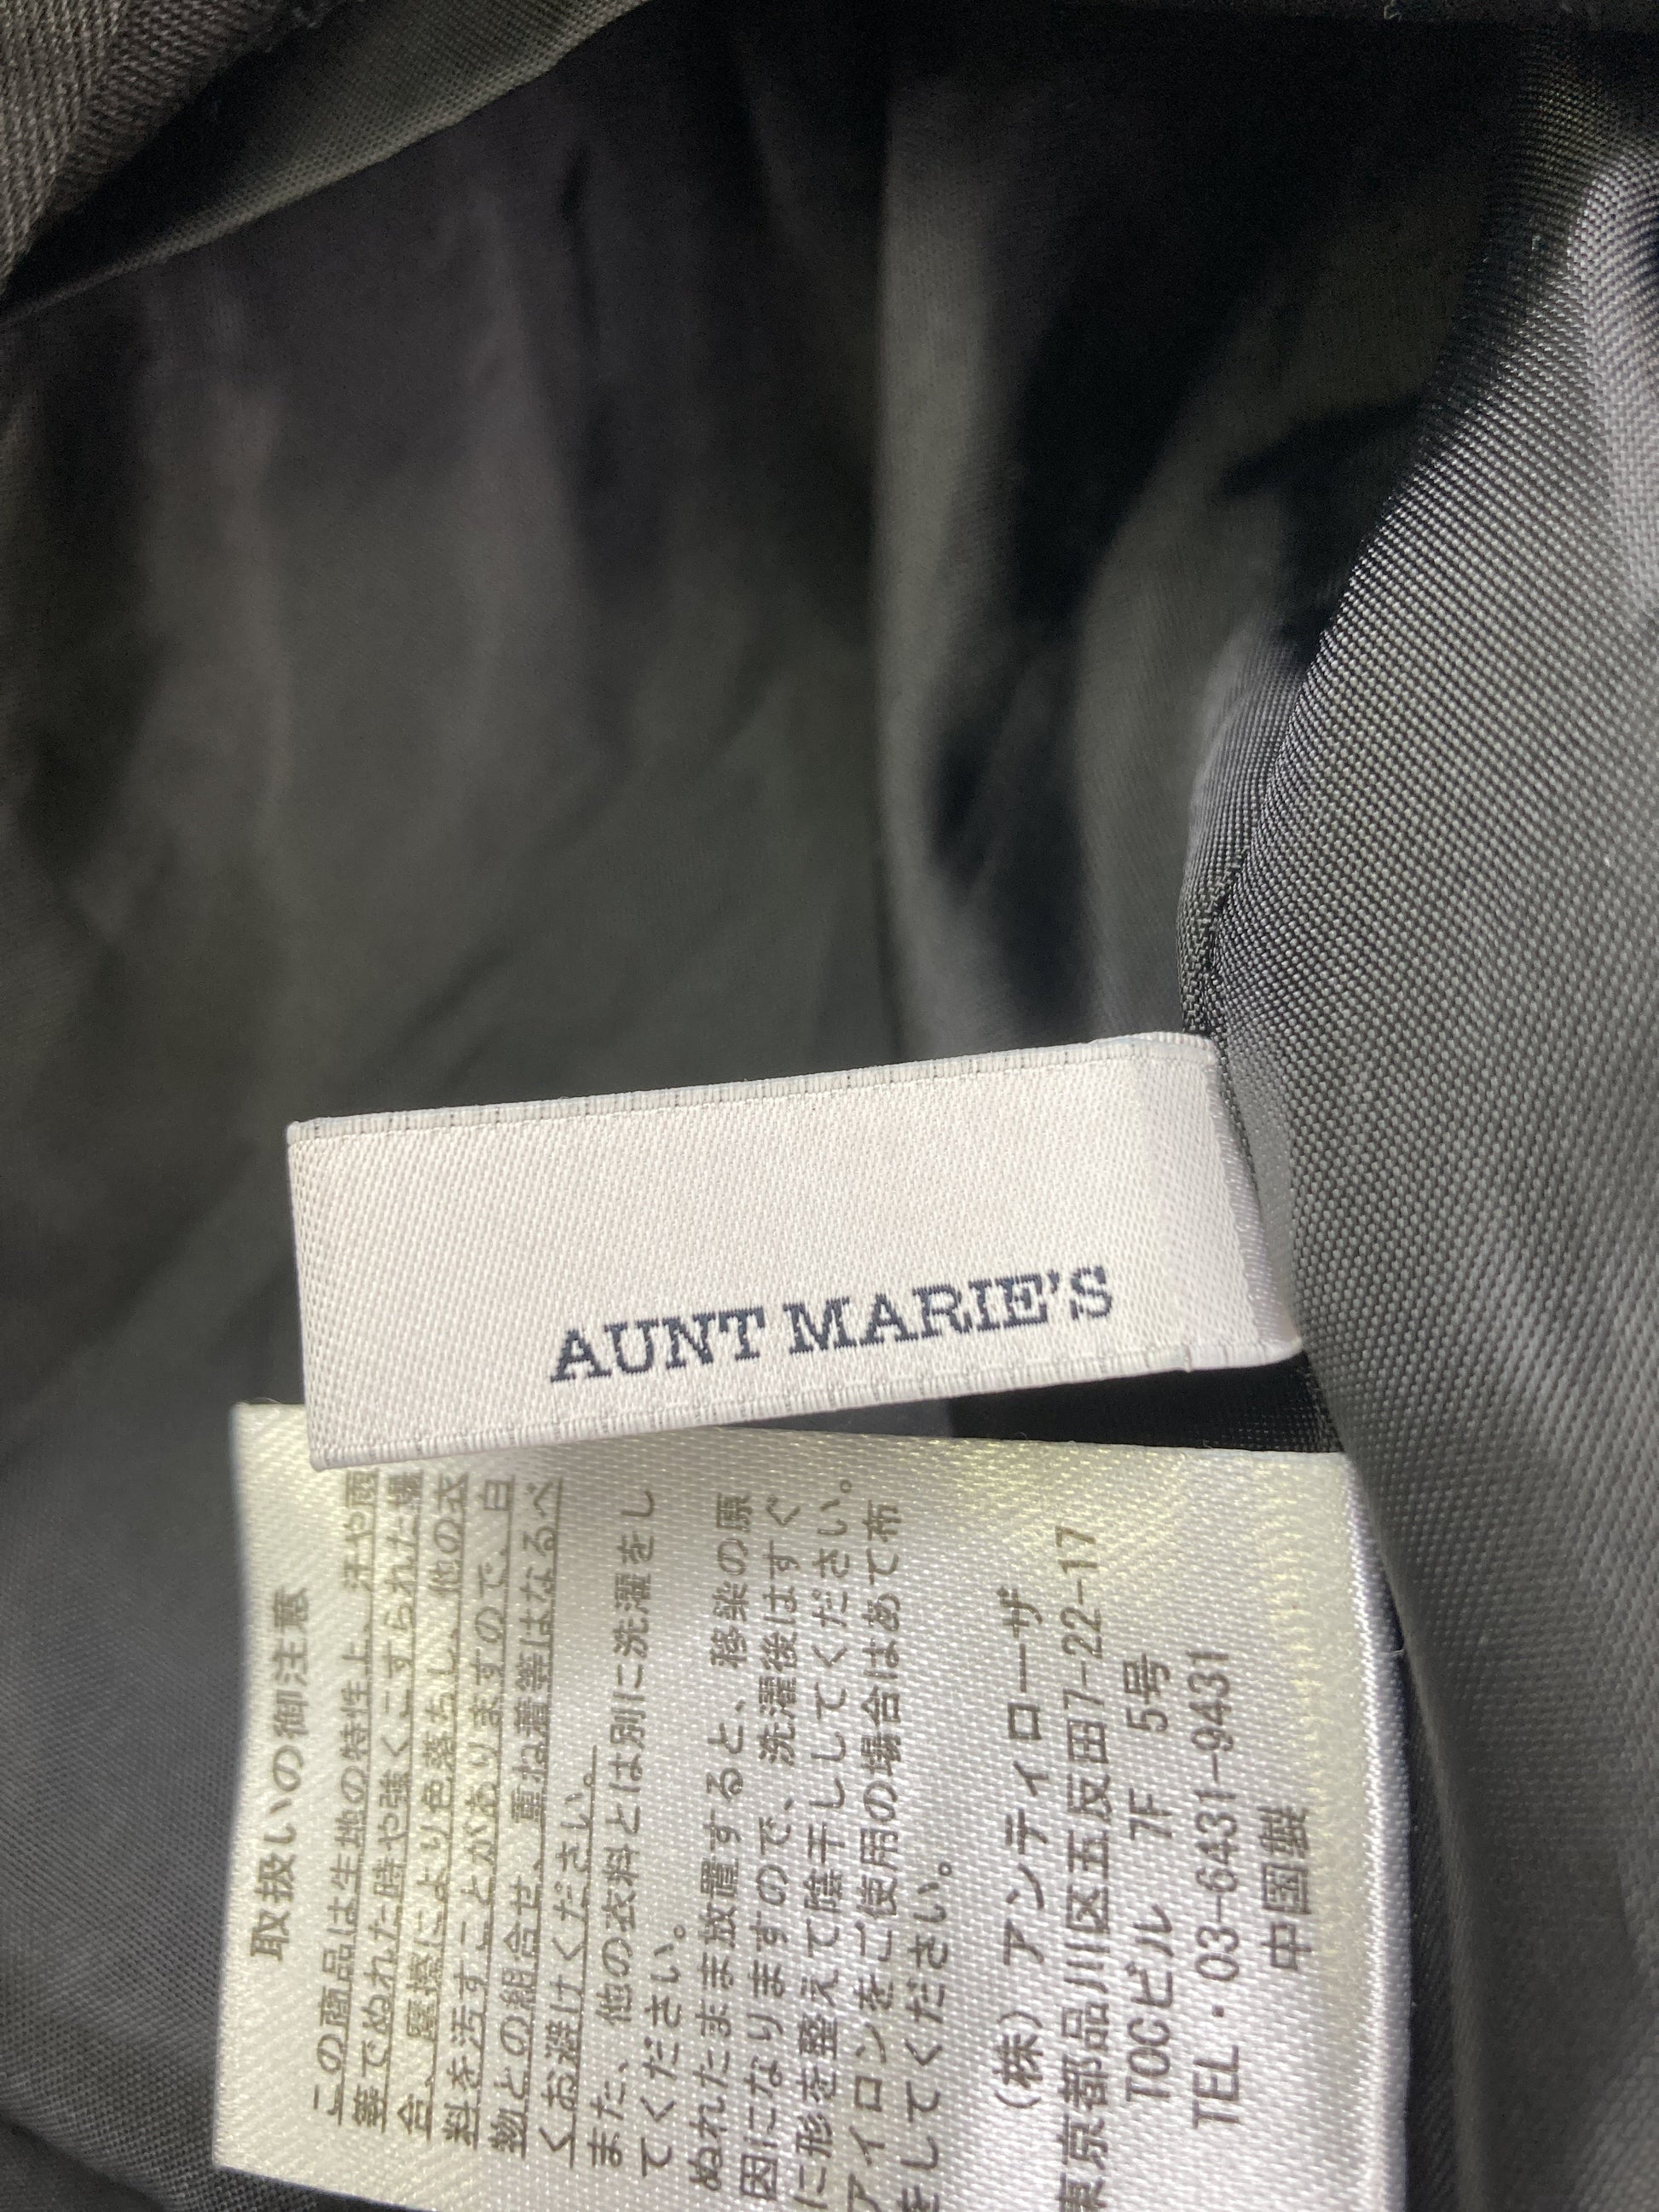 AUNT MARIE'S
取扱いの御注意
この商品は生地の特性上、汗や雨
等でぬれた時や強くこすられた場
合、摩擦により色落ちし、他の衣
料を汚すことがありますので、白
物との組合せ、重ね着等はなるべ
くお避けください。
また、他の衣料とは別に洗濯をし
てください。
ぬれたまま放置すると、移染の原
因になりますので、洗濯後はすぐ
に形を整えて陰干ししてください。
アイロンをご使用の場合はあて布
をしてください。
(株)アンティローザ
東京都品川区五反田7-22-17
TOCビル 7F 5号
TEL・03-6431-9431
中国製